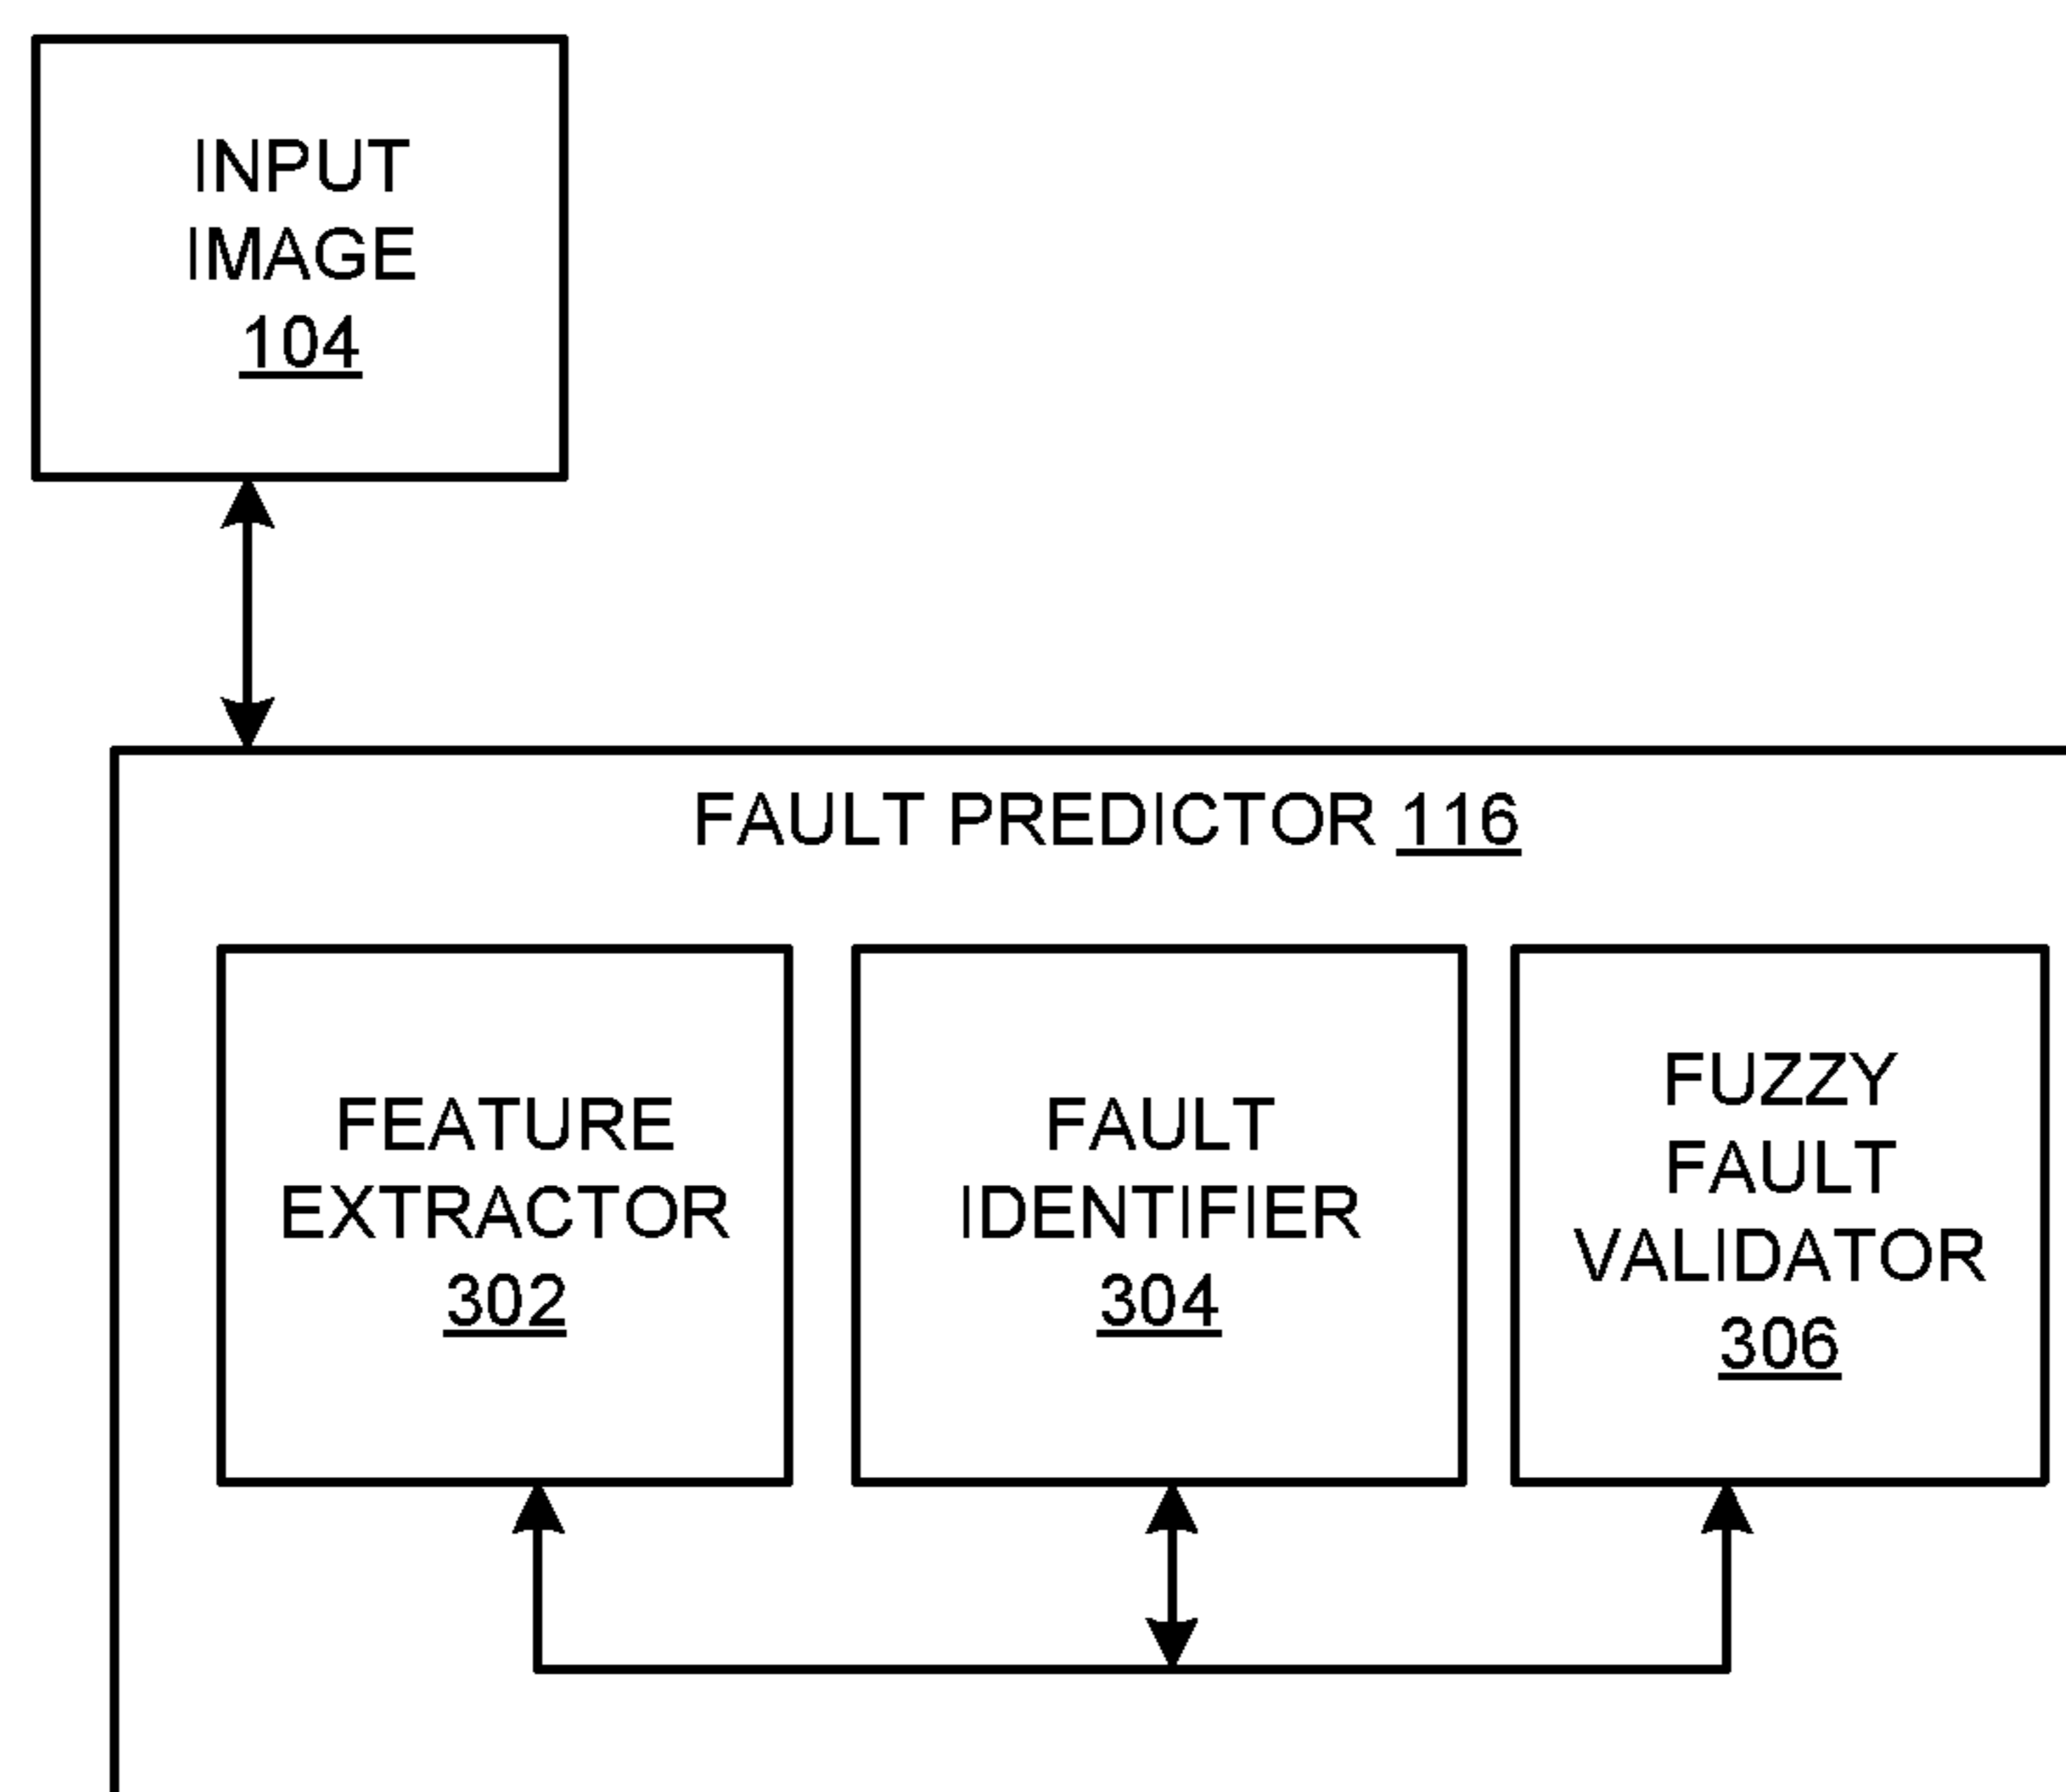 INPUT
IMAGE
104
FAULT PREDICTOR 116
FEATURE
EXTRACTOR
302
FAULT
IDENTIFIER
304
FUZZY
FAULT
VALIDATOR
306